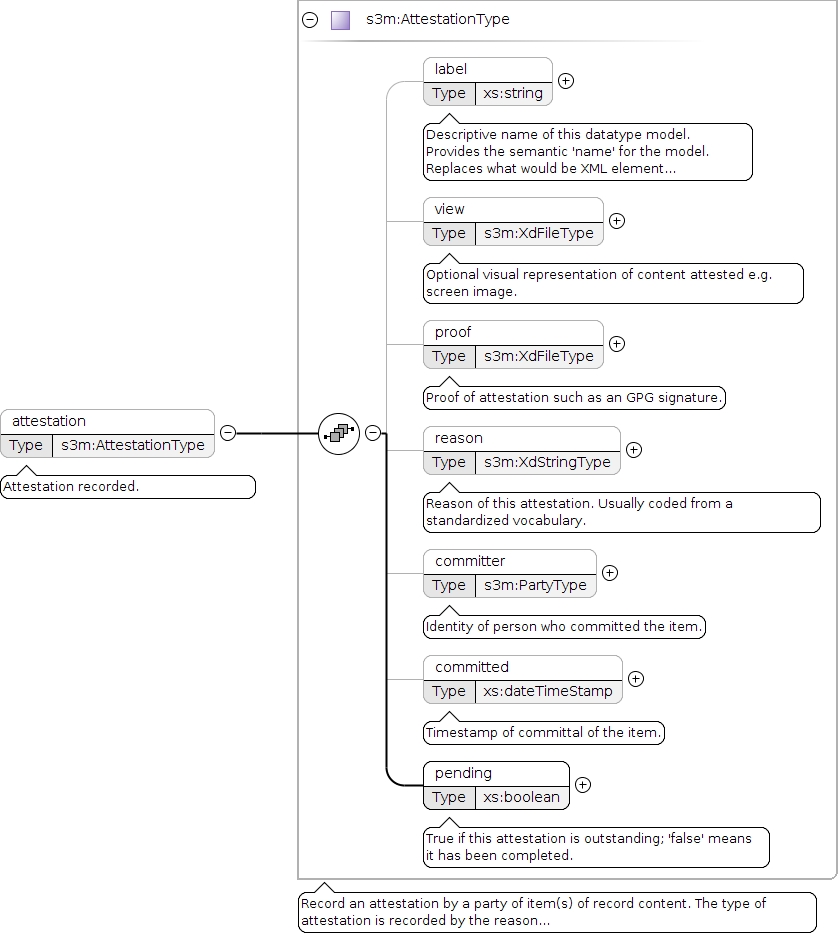 s3m:AttestationType
label
Type xs:string
Descriptive name of this datatype model.
Provides the semantic 'name' for the model.
Replaces what would be XML element...
view
Type s3m:XdFileType
Optional visual representation of content attested e.g.
screen image.
proof
Type s3m:XdFileType
Proof of attestation such as an GPG signature.
attestation
Type s3m:AttestationType
Attestation recorded.
reason
Type s3m:XdStringType
Reason of this attestation. Usually coded from a
standardized vocabulary.
committer
Type s3m:PartyType
Identity of person who committed the item.
committed
Type xs:dateTimeStamp
Timestamp of committal of the item.
pending
Type xs:boolean
True if this attestation is outstanding; 'false' means
it has been completed.
Record an attestation by a party of item(s) of record content. The type of
attestation is recorded by the reason...